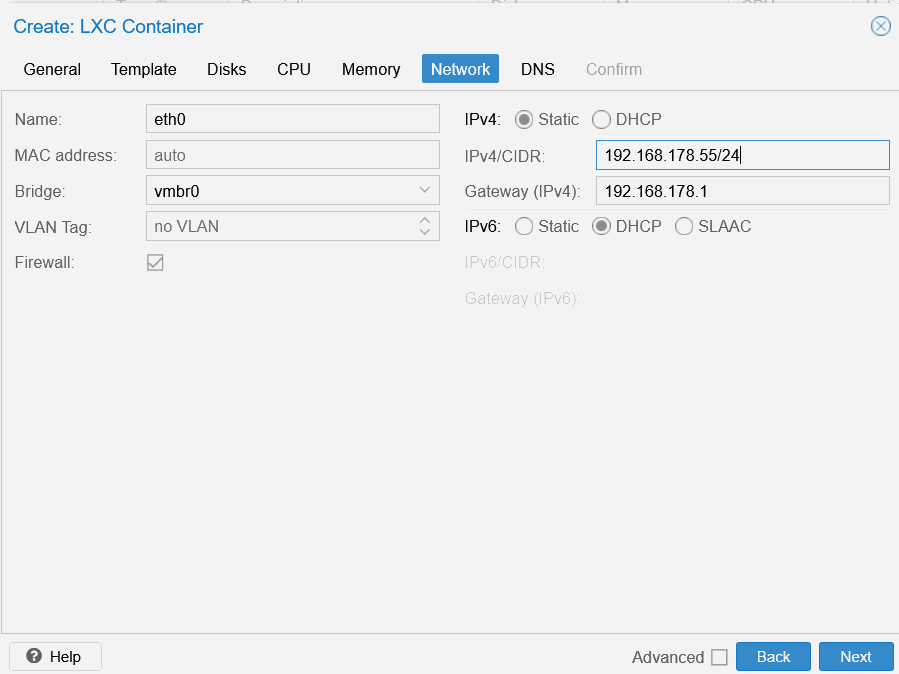 Create: LXC Container
General Template Disks CPU Memory Network DNS Confirm
Name: eth0
MAC address: auto
Bridge: vmbr0
VLAN Tag: no VLAN
Firewall:
IPv4: Static DHCP
IPv4/CIDR: 192.168.178.55/24
Gateway (IPv4): 192.168.178.1
IPv6: Static DHCP SLAAC
IPv6/CIDR:
Gateway (IPv6):
Help Advanced Back Next